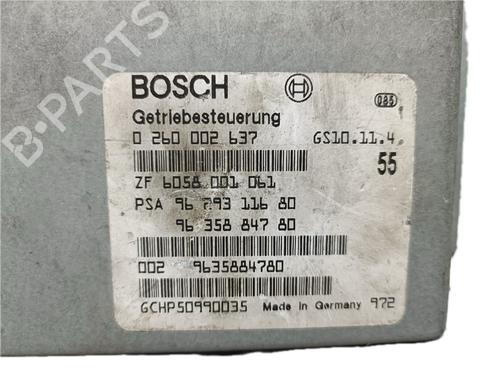 B-PARTS
BOSCH
085
Getriebesteuerung
0 260 002 637 GS10.11.4
55
ZF 6058 001 061
PSA 96 293 116 80
96 358 847 80
002 9635884780
GCHP50990035 Made in Germany 972